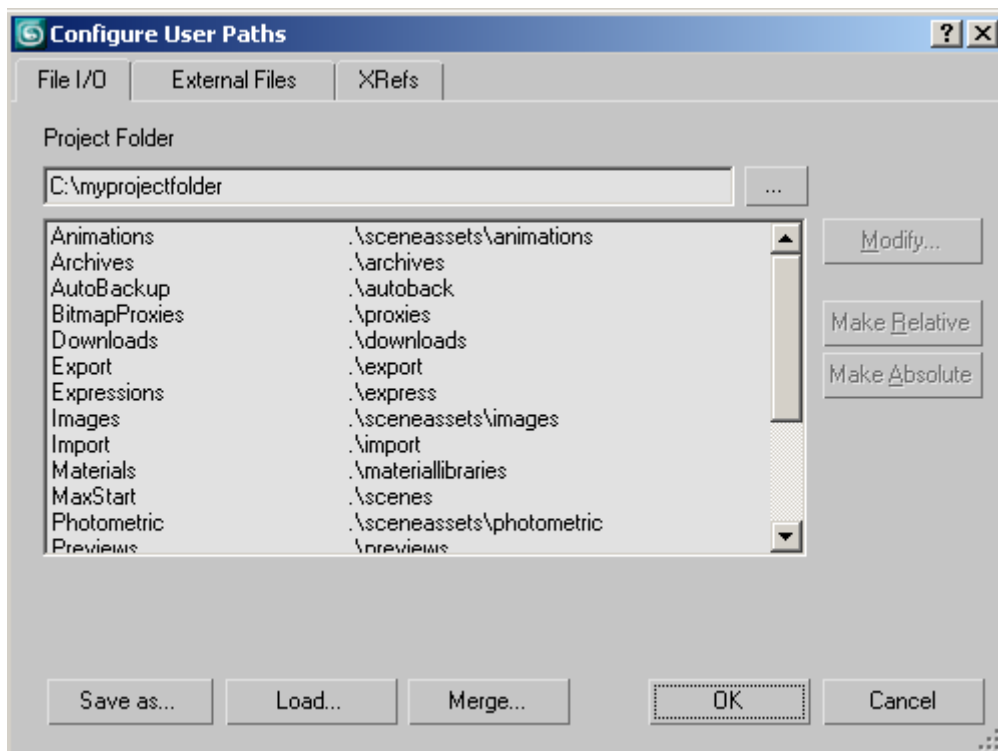 Configure User Paths
File I/O External Files XRefs
Project Folder
C:\myprojectfolder ...
Animations .\sceneassets\animations
Archives .\archives
AutoBackup .\autoback
BitmapProxies .\proxies
Downloads .\downloads
Export .\export
Expressions .\express
Images .\sceneassets\images
Import .\import
Materials .\materiallibraries
MaxStart .\scenes
Photometric .\sceneassets\photometric
Previews .\previews
Modify...
Make Relative
Make Absolute
Save as... Load... Merge... OK Cancel